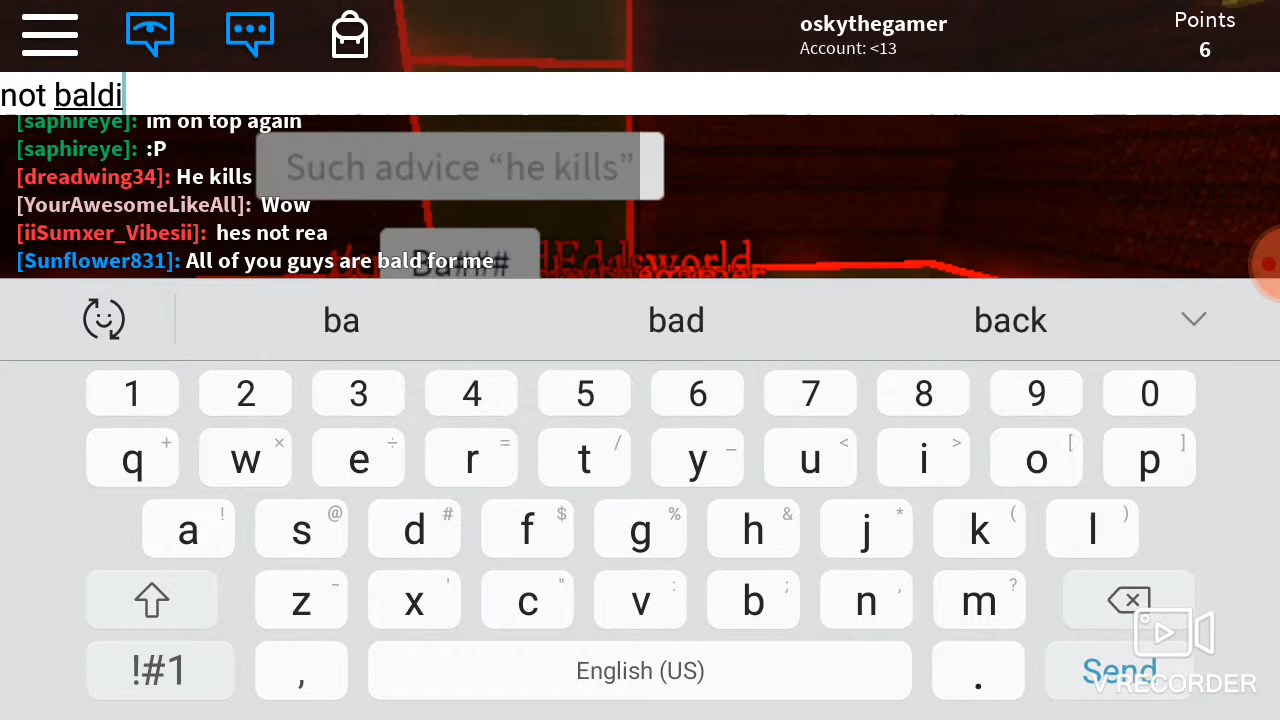 oskythegamer
Account: <13
Points
6
not baldi
[saphireye]: im on top again
[saphireye]: :P
[dreadwing34]: He kills
Such advice “he kills”
[YourAwesomeLikeAll]: Wow
[iiSumxer_Vibesii]: hes not rea
[Sunflower831]: All of you guys are bald for me
Ba###
dEddsworld
ba bad back
1 2 3 4 5 6 7 8 9 0
q + w × e ÷ r = t / y _ u < i > o [ p ]
a ! s @ d # f $ g % h & j * k ( l )
z - x ' c " v : b ; n , m ?
!#1 , English (US) . Send
V RECORDER